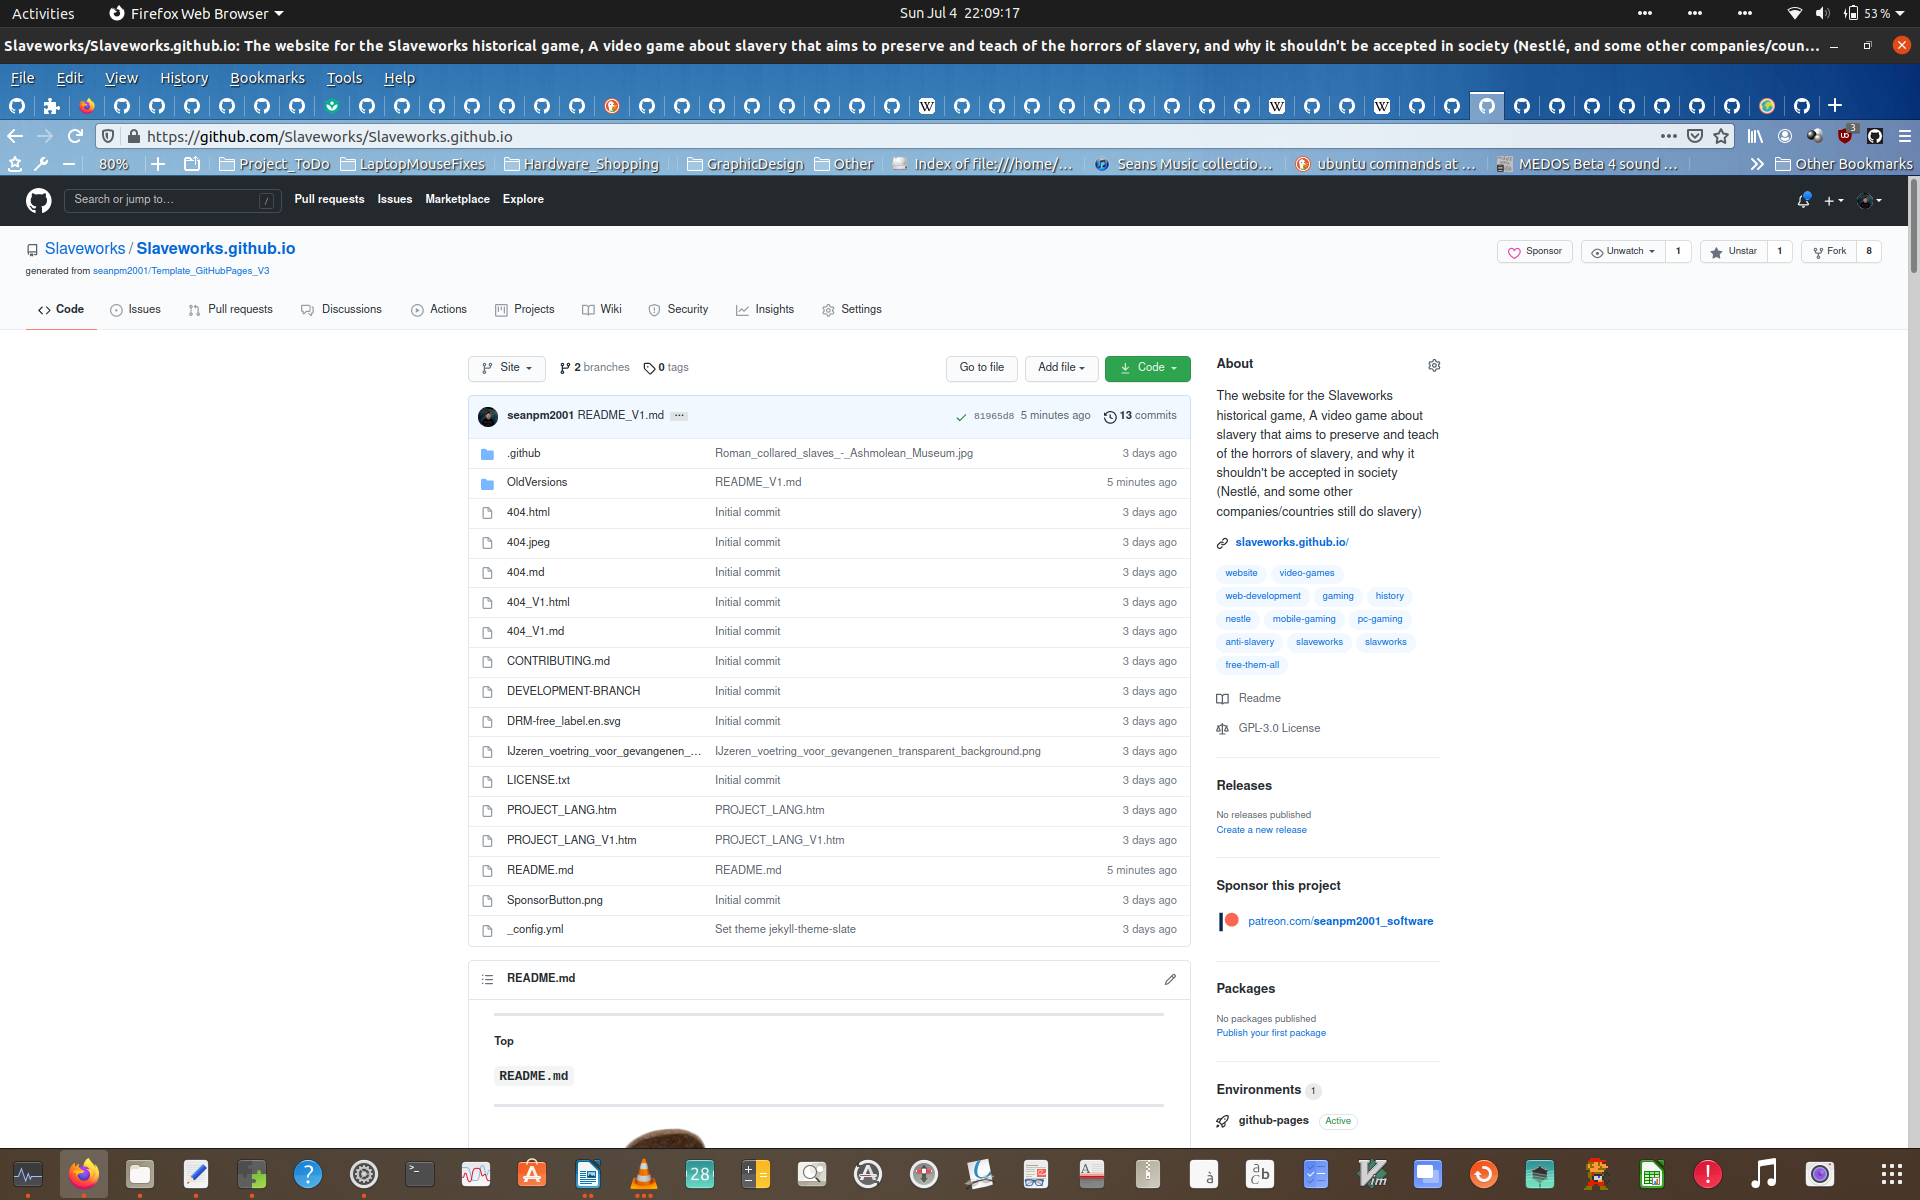 Activities
Firefox Web Browser
Sun Jul 4 22:09:17
53 %
Slaveworks/Slaveworks.github.io: The website for the Slaveworks historical game, A video game about slavery that aims to preserve and teach of the horrors of slavery, and why it shouldn't be accepted in society (Nestlé, and some other companies/coun...
File Edit View History Bookmarks Tools Help
https://github.com/Slaveworks/Slaveworks.github.io
3
80%
Project_ToDo
LaptopMouseFixes
Hardware_Shopping
GraphicDesign
Other
Index of file:///home/...
Seans Music collectio...
ubuntu commands at ...
MEDOS Beta 4 sound ...
Other Bookmarks
Search or jump to...
/
Pull requests Issues Marketplace Explore
Slaveworks / Slaveworks.github.io
Sponsor
Unwatch 1
Unstar 1
Fork 8
generated from seanpm2001/Template_GitHubPages_V3
Code
Issues
Pull requests
Discussions
Actions
Projects
Wiki
Security
Insights
Settings
Site
2 branches
0 tags
Go to file
Add file
Code
seanpm2001 README_V1.md ...
81965d8 5 minutes ago
13 commits
.github Roman_collared_slaves_-_Ashmolean_Museum.jpg 3 days ago
OldVersions README_V1.md 5 minutes ago
404.html Initial commit 3 days ago
404.jpeg Initial commit 3 days ago
404.md Initial commit 3 days ago
404_V1.html Initial commit 3 days ago
404_V1.md Initial commit 3 days ago
CONTRIBUTING.md Initial commit 3 days ago
DEVELOPMENT-BRANCH Initial commit 3 days ago
DRM-free_label.en.svg Initial commit 3 days ago
IJzeren_voetring_voor_gevangenen_... IJzeren_voetring_voor_gevangenen_transparent_background.png 3 days ago
LICENSE.txt Initial commit 3 days ago
PROJECT_LANG.htm PROJECT_LANG.htm 3 days ago
PROJECT_LANG_V1.htm PROJECT_LANG_V1.htm 3 days ago
README.md README.md 5 minutes ago
SponsorButton.png Initial commit 3 days ago
_config.yml Set theme jekyll-theme-slate 3 days ago
README.md
Top
README.md
About
The website for the Slaveworks
historical game, A video game about
slavery that aims to preserve and teach
of the horrors of slavery, and why it
shouldn't be accepted in society
(Nestlé, and some other
companies/countries still do slavery)
slaveworks.github.io/
website video-games
web-development gaming history
nestle mobile-gaming pc-gaming
anti-slavery slaveworks slavworks
free-them-all
Readme
GPL-3.0 License
Releases
No releases published
Create a new release
Sponsor this project
patreon.com/seanpm2001_software
Packages
No packages published
Publish your first package
Environments 1
github-pages Active
28